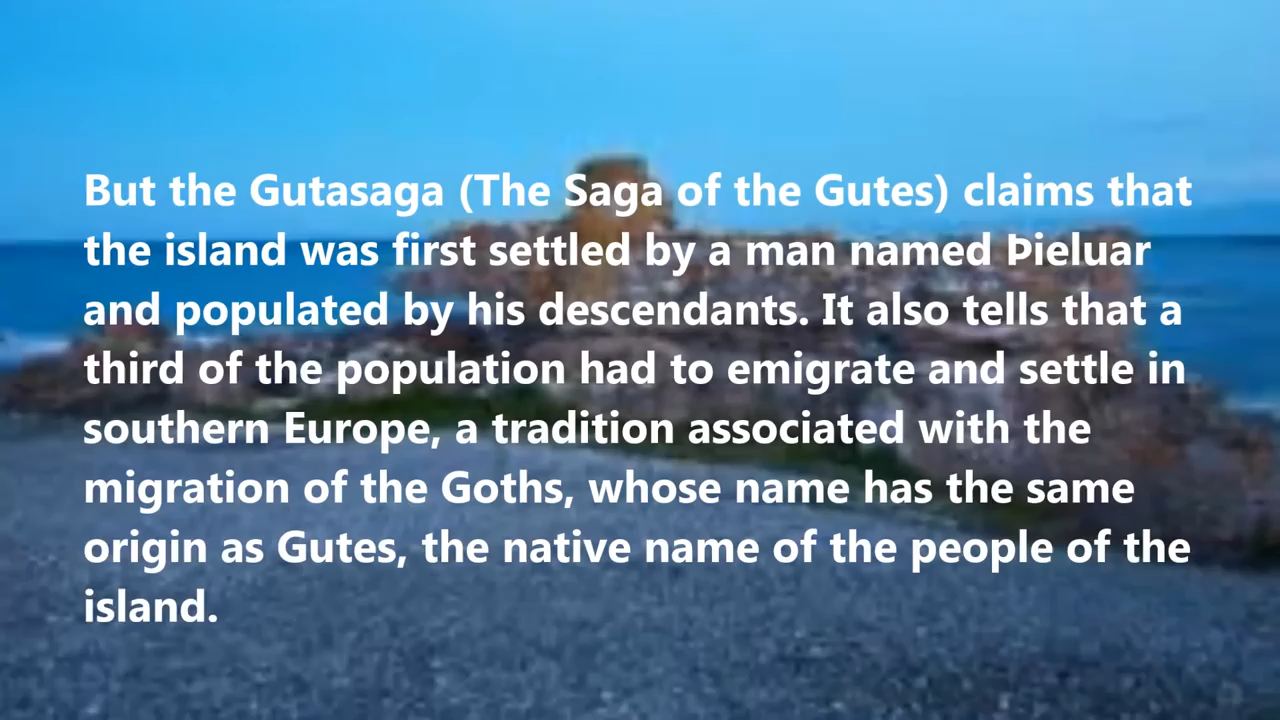 But the Gutasaga (The Saga of the Gutes) claims that
the island was first settled by a man named Þieluar
and populated by his descendants. It also tells that a
third of the population had to emigrate and settle in
southern Europe, a tradition associated with the
migration of the Goths, whose name has the same
origin as Gutes, the native name of the people of the
island.